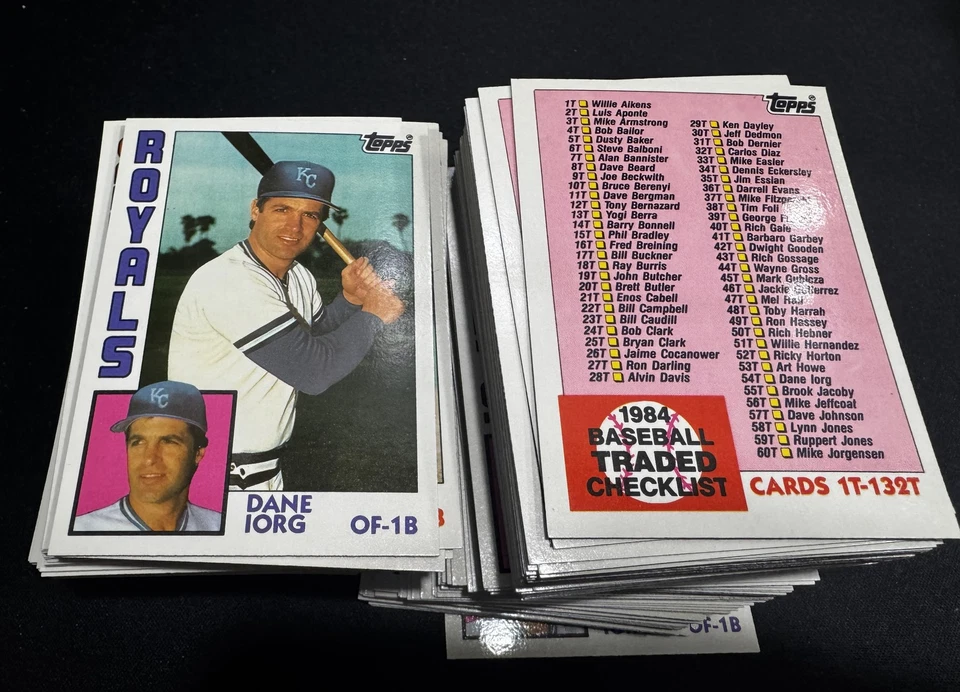 ROYALS
Topps
KC
KC
DANE
IORG
OF-1B
Topps
1T Willie Aikens
2T Luis Aponte
3T Mike Armstrong
4T Bob Bailor
5T Dusty Baker
6T Steve Balboni
7T Alan Bannister
8T Dave Beard
9T Joe Beckwith
10T Bruce Berenyi
11T Dave Bergman
12T Tony Bernazard
13T Yogi Berra
14T Barry Bonnell
15T Phil Bradley
16T Fred Breining
17T Bill Buckner
18T Ray Burris
19T John Butcher
20T Brett Butler
21T Enos Cabell
22T Bill Campbell
23T Bill Caudill
24T Bob Clark
25T Bryan Clark
26T Jaime Cocanower
27T Ron Darling
28T Alvin Davis
29T Ken Dayley
30T Jeff Dedmon
31T Bob Dernier
32T Carlos Diaz
33T Mike Easler
34T Dennis Eckersley
35T Jim Essian
36T Darrell Evans
37T Mike
38T Tim Foli
39T George
40T Rich Gale
41T Barbaro Garbey
42T Dwight Gooden
43T Rich Gossage
44T Wayne Gross
45T Mark Gubicza
46T Jackie Gutierrez
47T Mel Hall
48T Toby Harrah
49T Ron Hassey
50T Rich Hebner
51T Willie Hernandez
52T Ricky Horton
53T Art Howe
54T Dane Iorg
55T Brook Jacoby
56T Mike Jeffcoat
57T Dave Johnson
58T Lynn Jones
59T Ruppert Jones
60T Mike Jorgensen
1984
BASEBALL
TRADED
CHECKLIST
CARDS 1T-132T
OF-1B